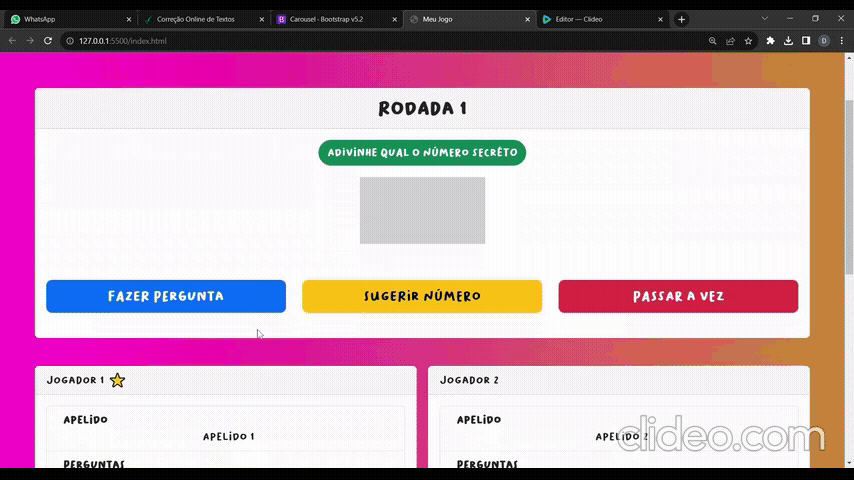 WhatsApp
Correção Online de Textos
Carousel · Bootstrap v5.2
Meu Jogo
Editor — Clideo
127.0.0.1:5500/index.html
D
RODADA 1
ADIVINHE QUAL O NÚMERO SECRETO
FAZER PERGUNTA
SUGERIR NÚMERO
PASSAR A VEZ
JOGADOR 1
JOGADOR 2
APELIDO
APELIDO 1
APELIDO
APELIDO 2
PERGUNTAS
PERGUNTAS
clideo.com